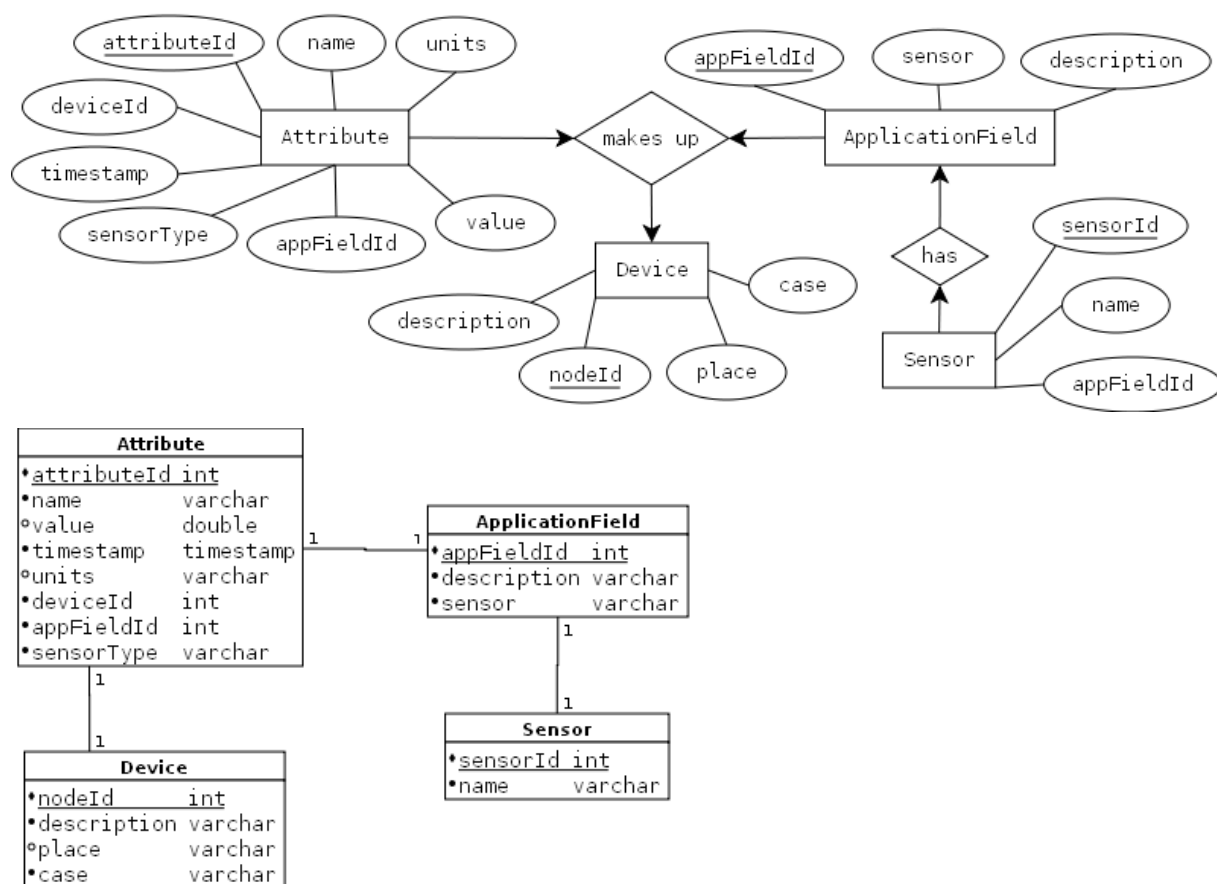 attributeId
name
units
deviceId
Attribute
timestamp
sensorType
appFieldId
value
makes up
appFieldId
sensor
description
ApplicationField
has
sensorId
name
Sensor
appFieldId
Device
case
description
nodeId
place
Attribute
attributeId int
name varchar
value double
timestamp timestamp
units varchar
deviceId int
appFieldId int
sensorType varchar
1
1
ApplicationField
appFieldId int
description varchar
sensor varchar
1
1
Sensor
sensorId int
name varchar
1
1
Device
nodeId int
description varchar
place varchar
case varchar